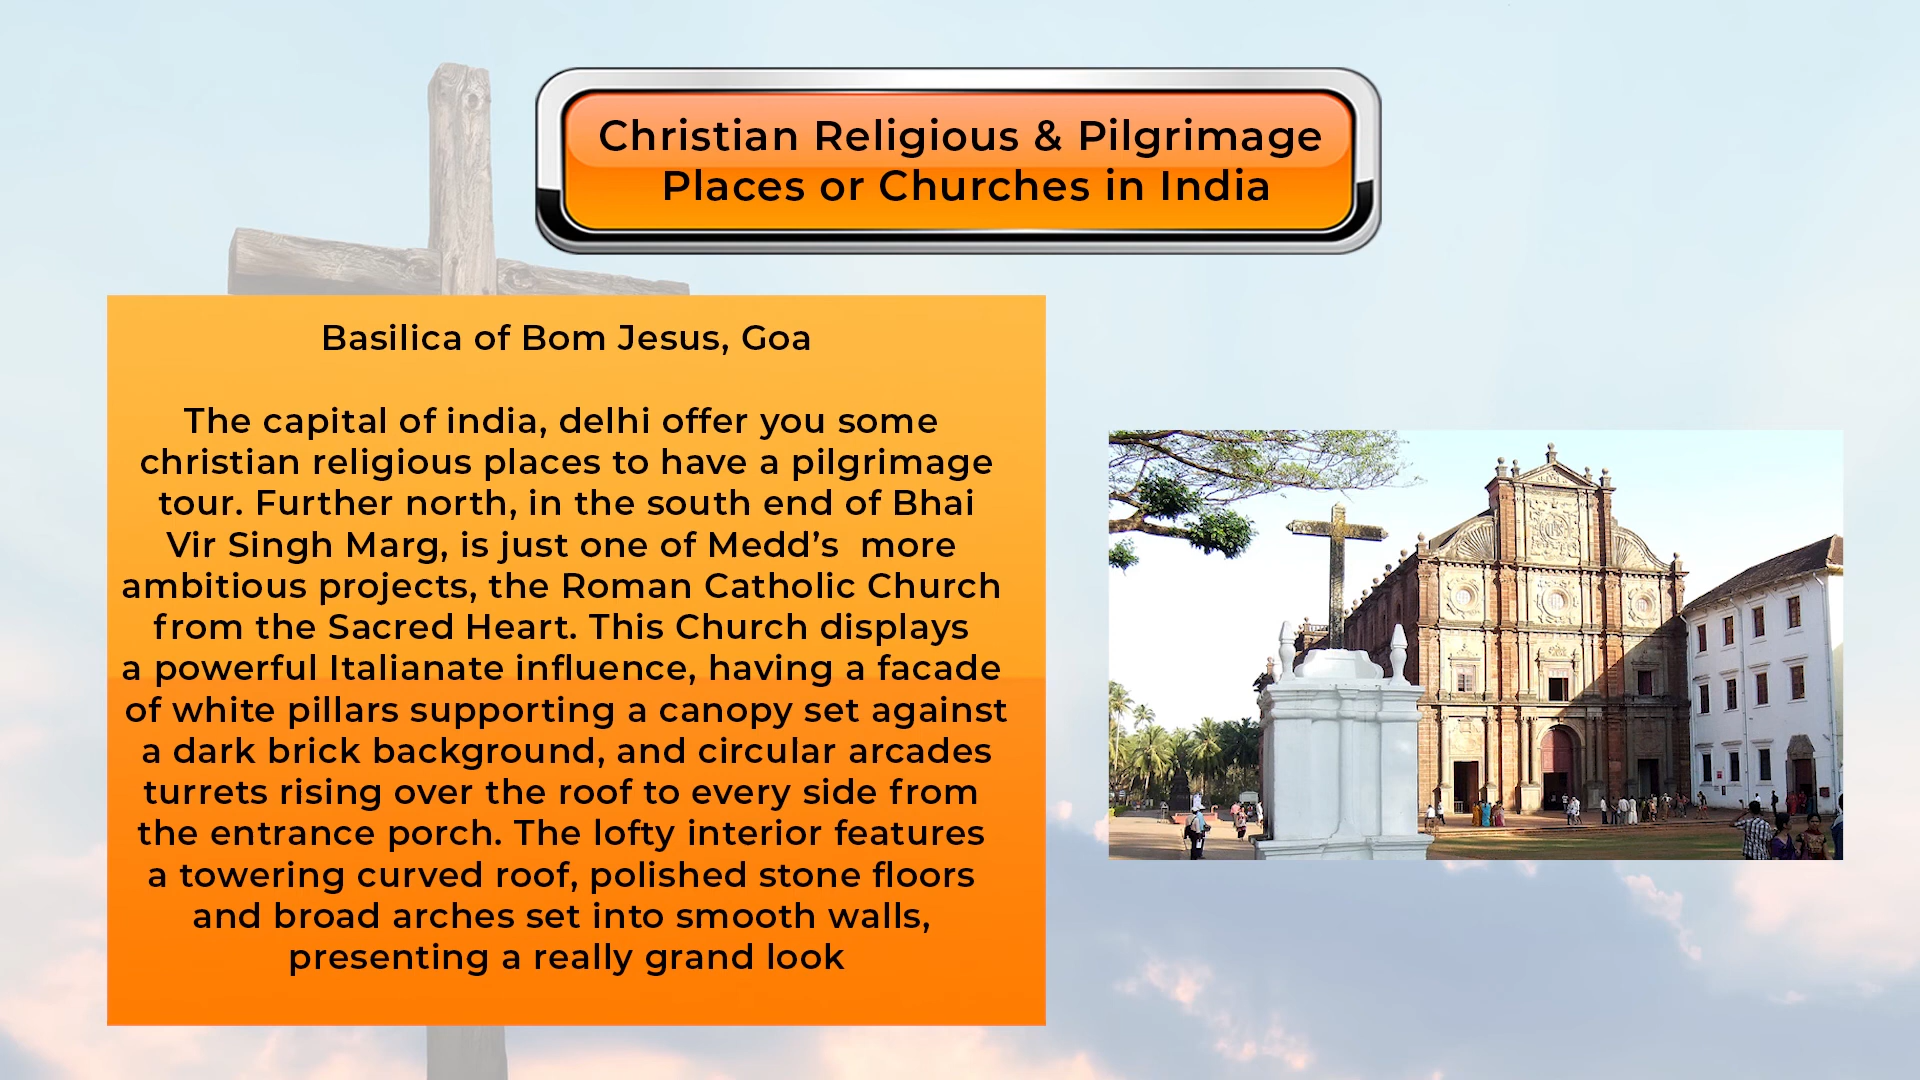 Christian Religious & Pilgrimage
Places or Churches in India
Basilica of Bom Jesus, Goa
The capital of india, delhi offer you some
christian religious places to have a pilgrimage
tour. Further north, in the south end of Bhai
Vir Singh Marg, is just one of Medd’s  more
ambitious projects, the Roman Catholic Church
from the Sacred Heart. This Church displays
a powerful Italianate influence, having a facade
of white pillars supporting a canopy set against
a dark brick background, and circular arcades
turrets rising over the roof to every side from
the entrance porch. The lofty interior features
a towering curved roof, polished stone floors
and broad arches set into smooth walls,
presenting a really grand look